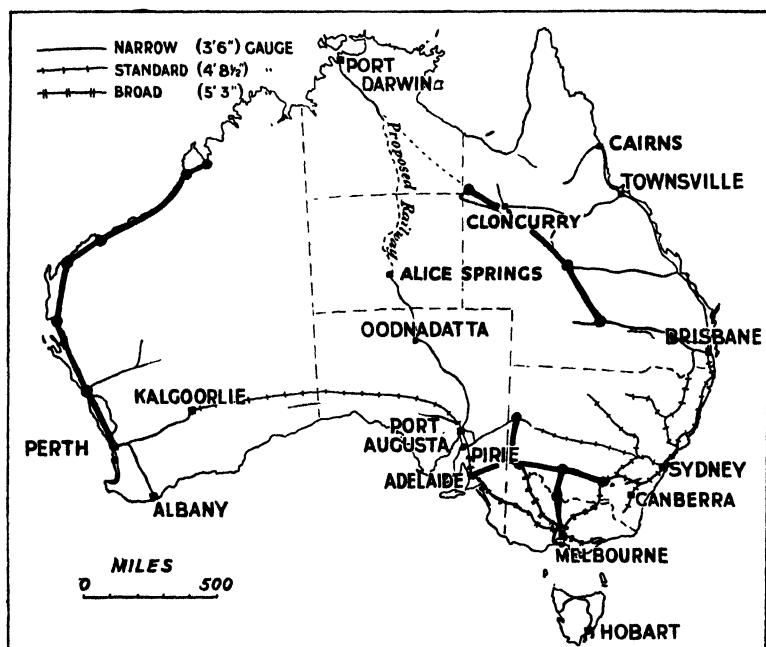 NARROW (3'6") GAUGE
STANDARD (4' 8½") "
BROAD (5' 3") "
PORT
DARWIN
Proposed Railway
CAIRNS
TOWNSVILLE
CLONCURRY
ALICE SPRINGS
OODNADATTA
BRISBANE
KALGOORLIE
PERTH
PORT
AUGUSTA
PIRIE
ADELAIDE
SYDNEY
CANBERRA
ALBANY
MELBOURNE
MILES
0 500
HOBART